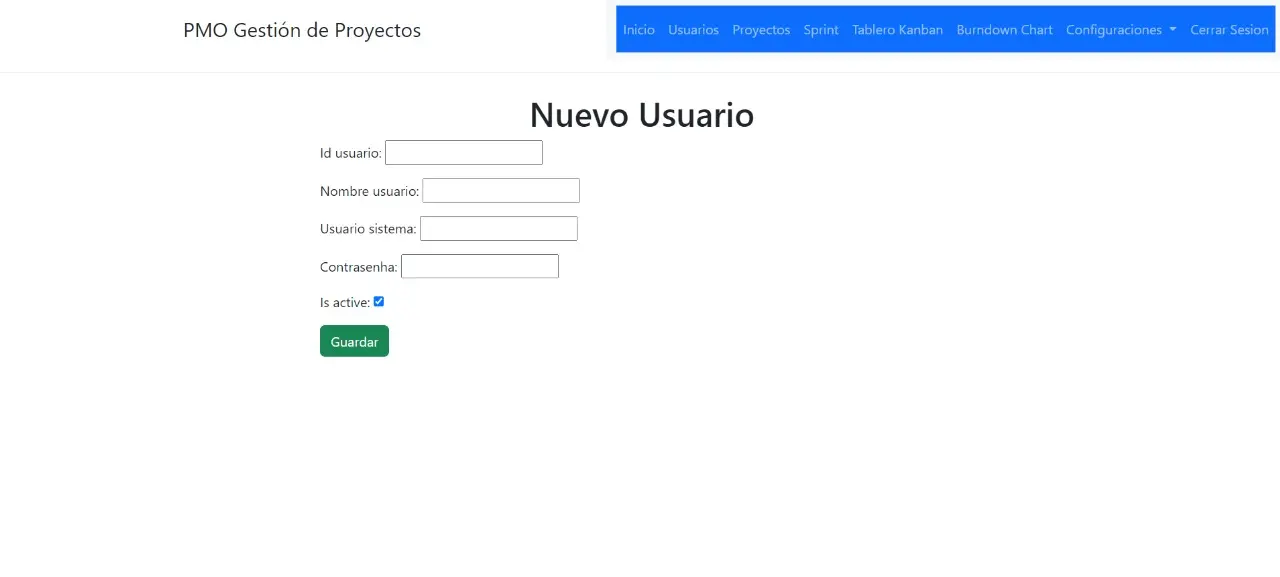 PMO Gestión de Proyectos
Inicio Usuarios Proyectos Sprint Tablero Kanban Burndown Chart Configuraciones Cerrar Sesion
Nuevo Usuario
Id usuario:
Nombre usuario:
Usuario sistema:
Contrasenha:
Is active:
Guardar